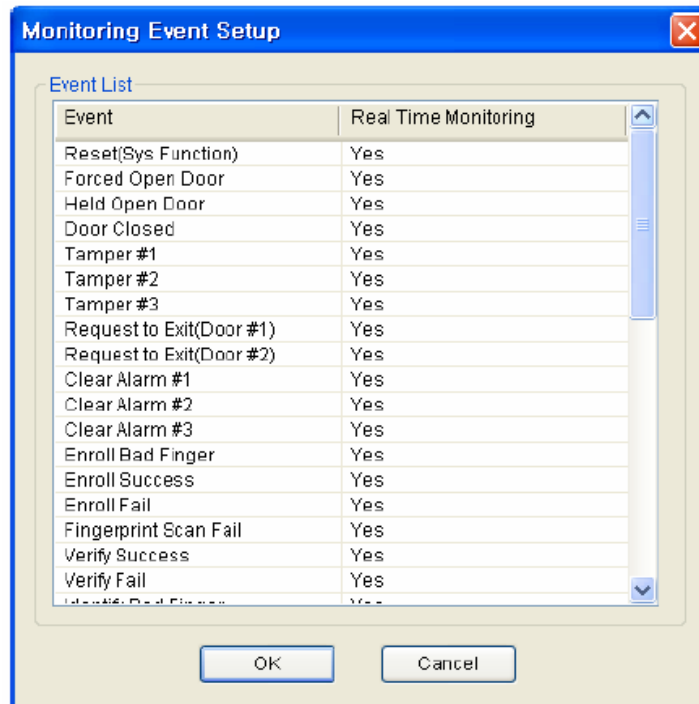 Monitoring Event Setup
Event List
Event Real Time Monitoring
Reset(Sys Function) Yes
Forced Open Door Yes
Held Open Door Yes
Door Closed Yes
Tamper #1 Yes
Tamper #2 Yes
Tamper #3 Yes
Request to Exit(Door #1) Yes
Request to Exit(Door #2) Yes
Clear Alarm #1 Yes
Clear Alarm #2 Yes
Clear Alarm #3 Yes
Enroll Bad Finger Yes
Enroll Success Yes
Enroll Fail Yes
Fingerprint Scan Fail Yes
Verify Success Yes
Verify Fail Yes
Identify Bad Finger Yes
OK Cancel